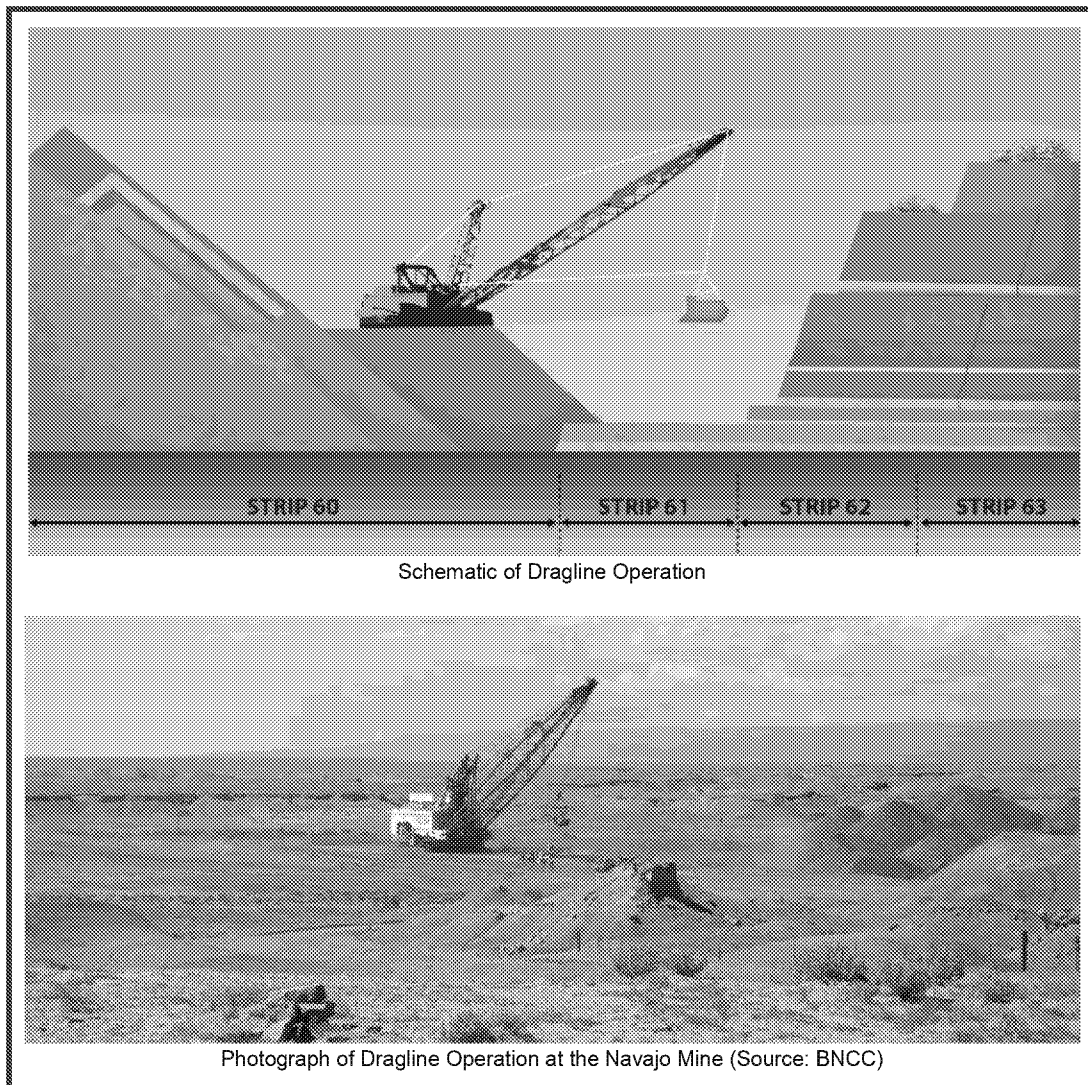 STRIP 60 STRIP 61 STRIP 62 STRIP 63
Schematic of Dragline Operation
Photograph of Dragline Operation at the Navajo Mine (Source: BNCC)